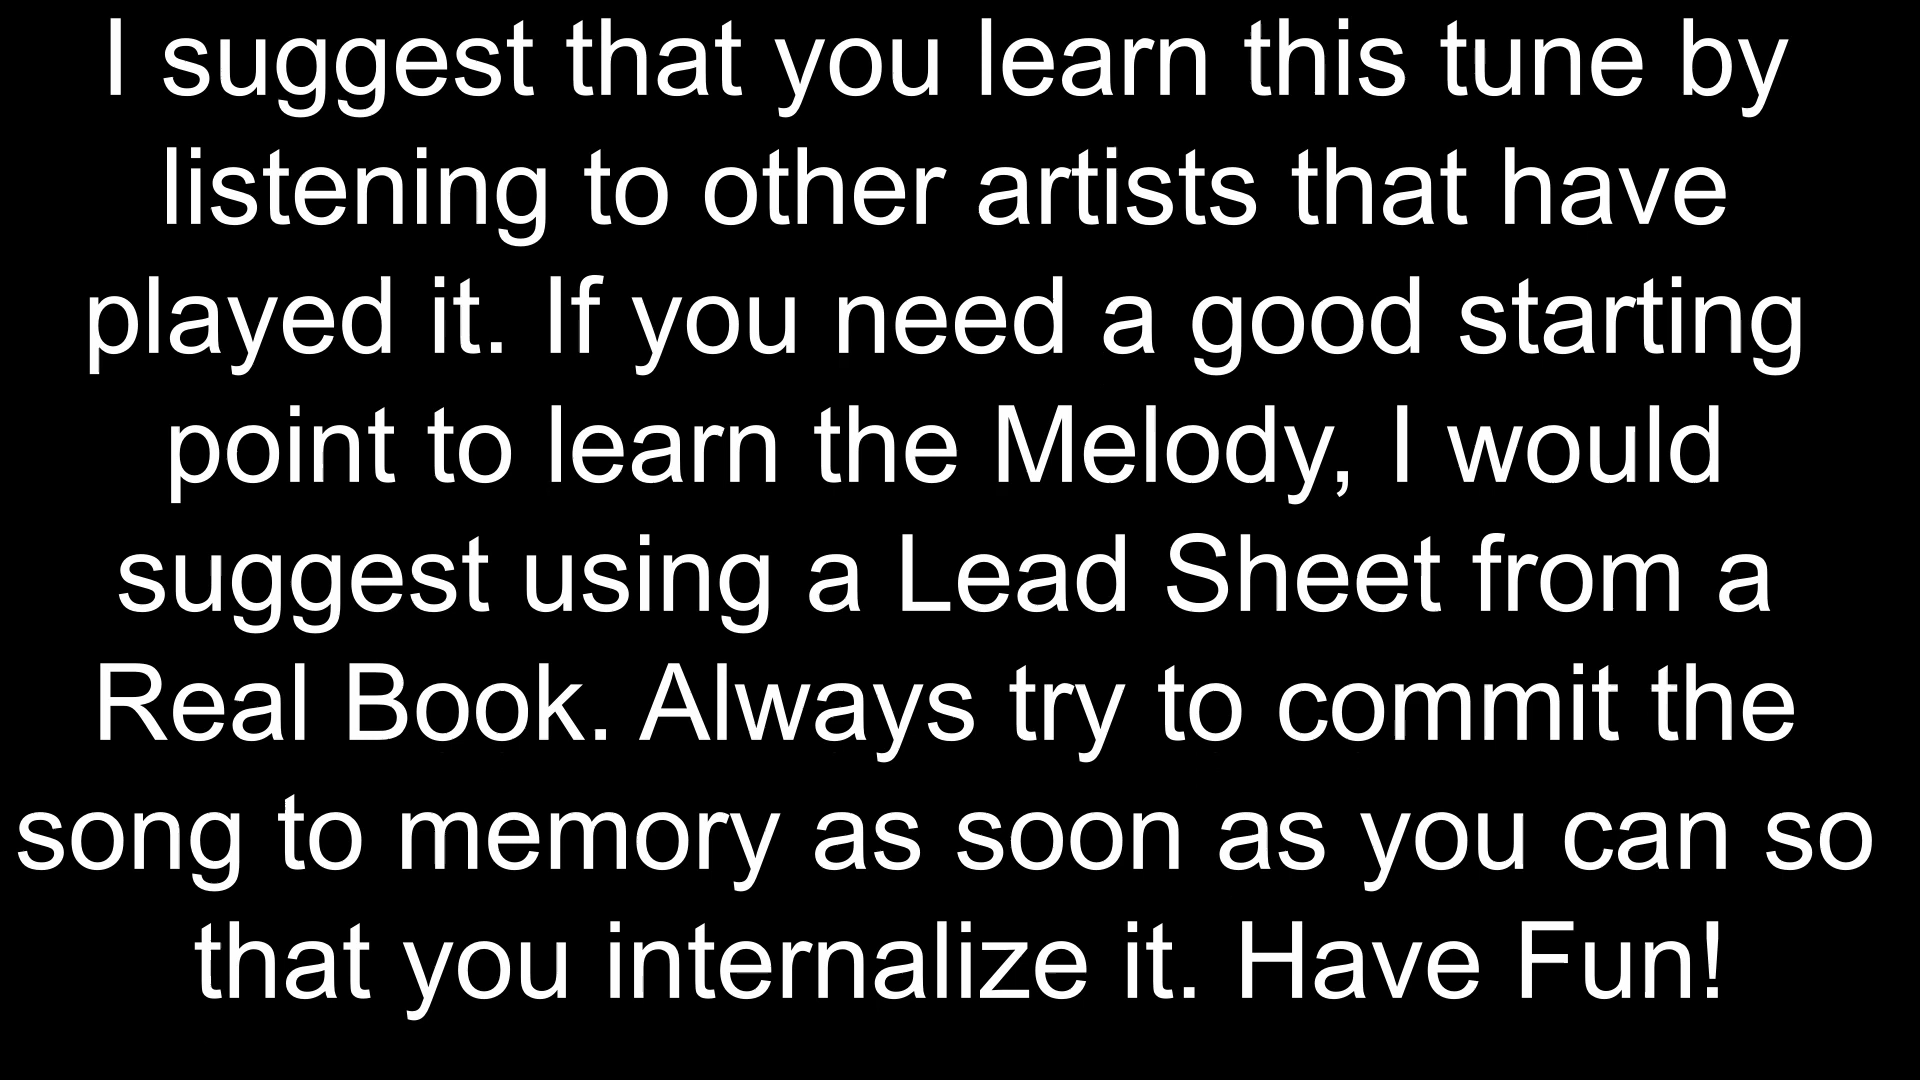 I suggest that you learn this tune by
listening to other artists that have
played it. If you need a good starting
point to learn the Melody, I would
suggest using a Lead Sheet from a
Real Book. Always try to commit the
song to memory as soon as you can so
that you internalize it. Have Fun!